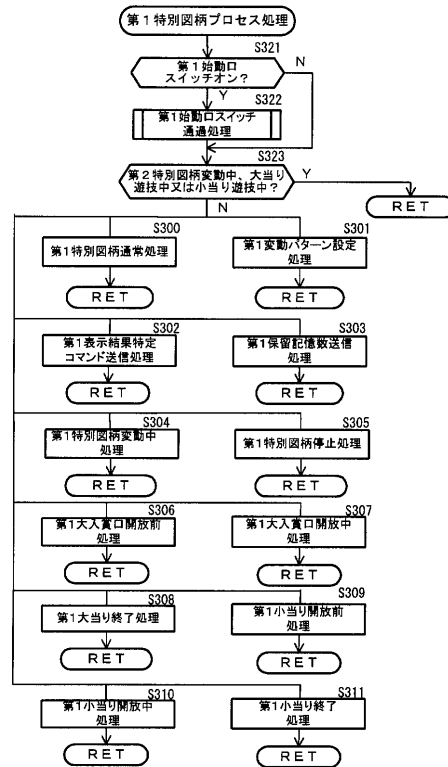 第1特別図柄プロセス処理
S321
第1始動口
スイッチオン？
N
Y
S322
第1始動口スイッチ
通過処理
S323
第2特別図柄変動中、大当り
遊技中又は小当り遊技中？
Y
RET
N
S300
第1特別図柄通常処理
RET
S301
第1変動パターン設定
処理
RET
S302
第1表示結果特定
コマンド送信処理
RET
S303
第1保留記憶数送信
処理
RET
S304
第1特別図柄変動中
処理
RET
S305
第1特別図柄停止処理
RET
S306
第1大入賞口開放前
処理
RET
S307
第1大入賞口開放中
処理
RET
S308
第1大当り終了処理
RET
S309
第1小当り開放前
処理
RET
S310
第1小当り開放中
処理
RET
S311
第1小当り終了
処理
RET